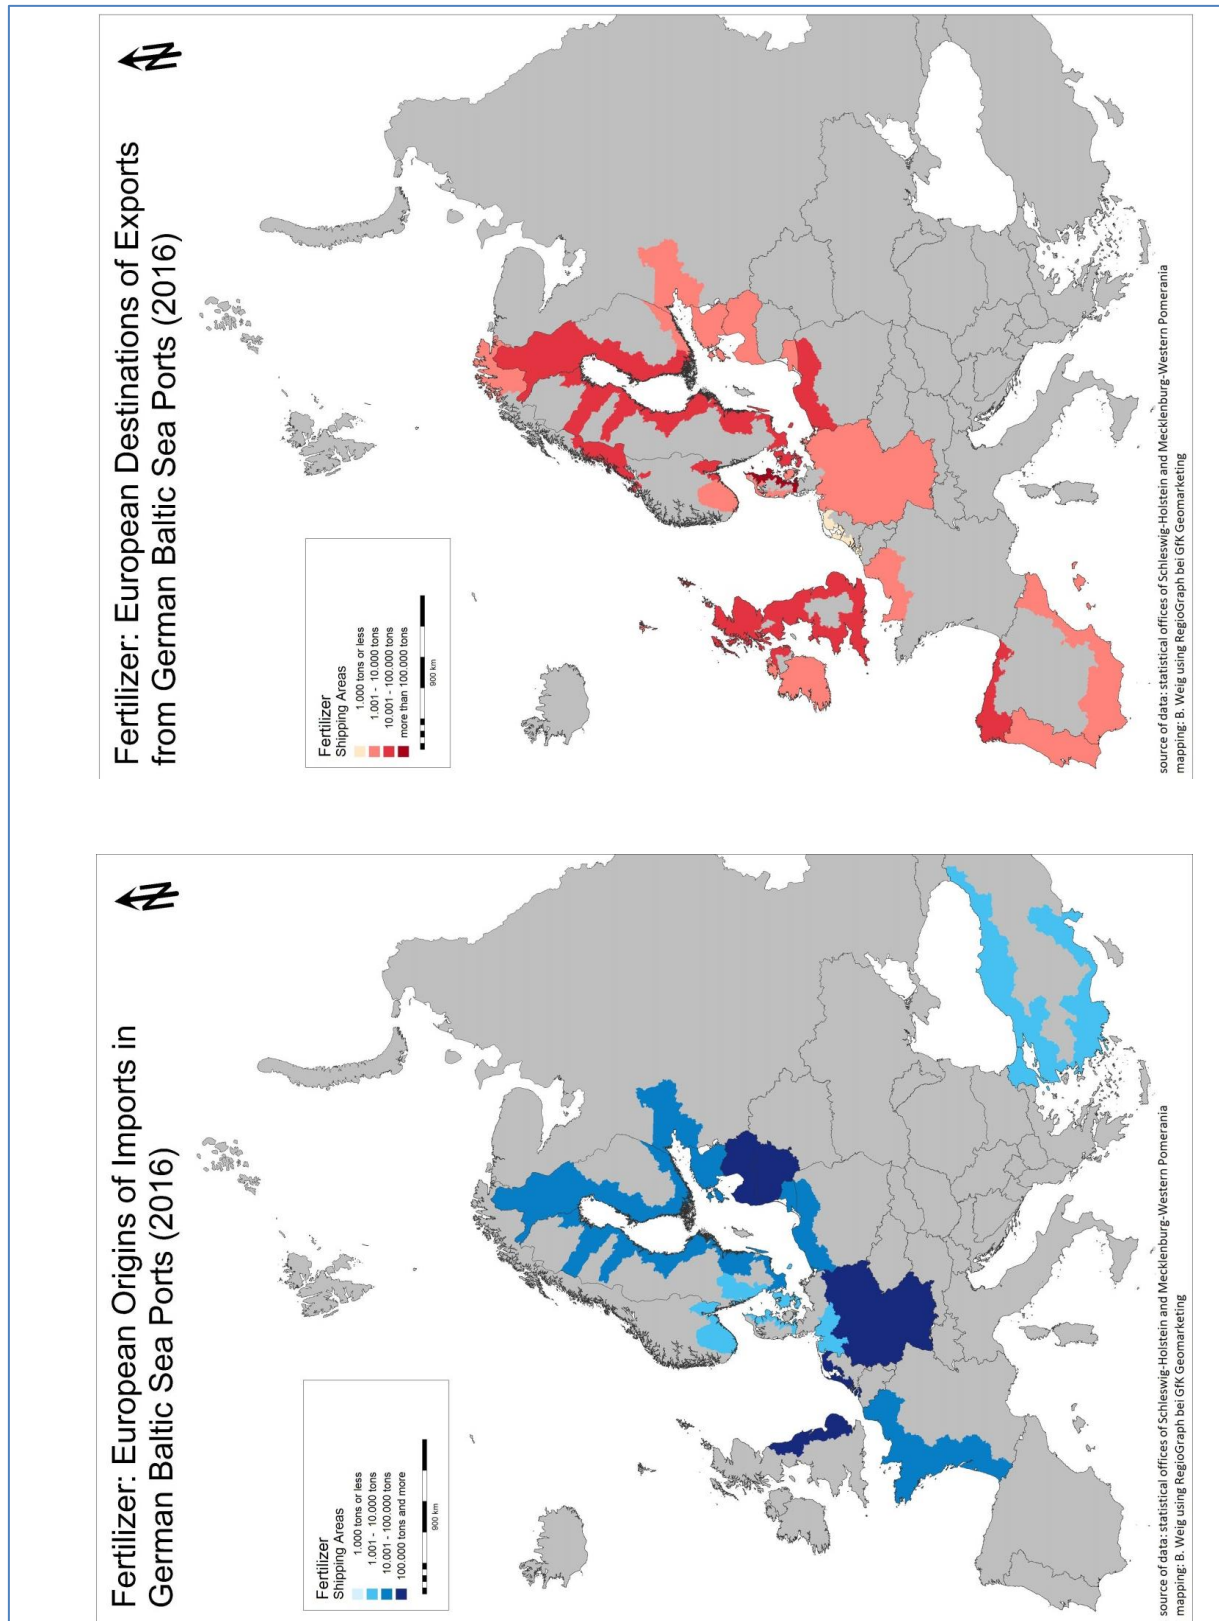 Fertilizer: European Destinations of Exports
from German Baltic Sea Ports (2016)
N
Fertilizer
Shipping Areas
1.000 tons or less
1.001 - 10.000 tons
10.001 - 100.000 tons
more than 100.000 tons
900 km
source of data: statistical offices of Schleswig-Holstein and Mecklenburg-Western Pomerania
mapping: B. Weig using RegioGraph bei GfK Geomarketing
Fertilizer: European Origins of Imports in
German Baltic Sea Ports (2016)
N
Fertilizer
Shipping Areas
1.000 tons or less
1.001 - 10.000 tons
10.001 - 100.000 tons
100.000 tons and more
900 km
source of data: statistical offices of Schleswig-Holstein and Mecklenburg-Western Pomerania
mapping: B. Weig using RegioGraph bei GfK Geomarketing